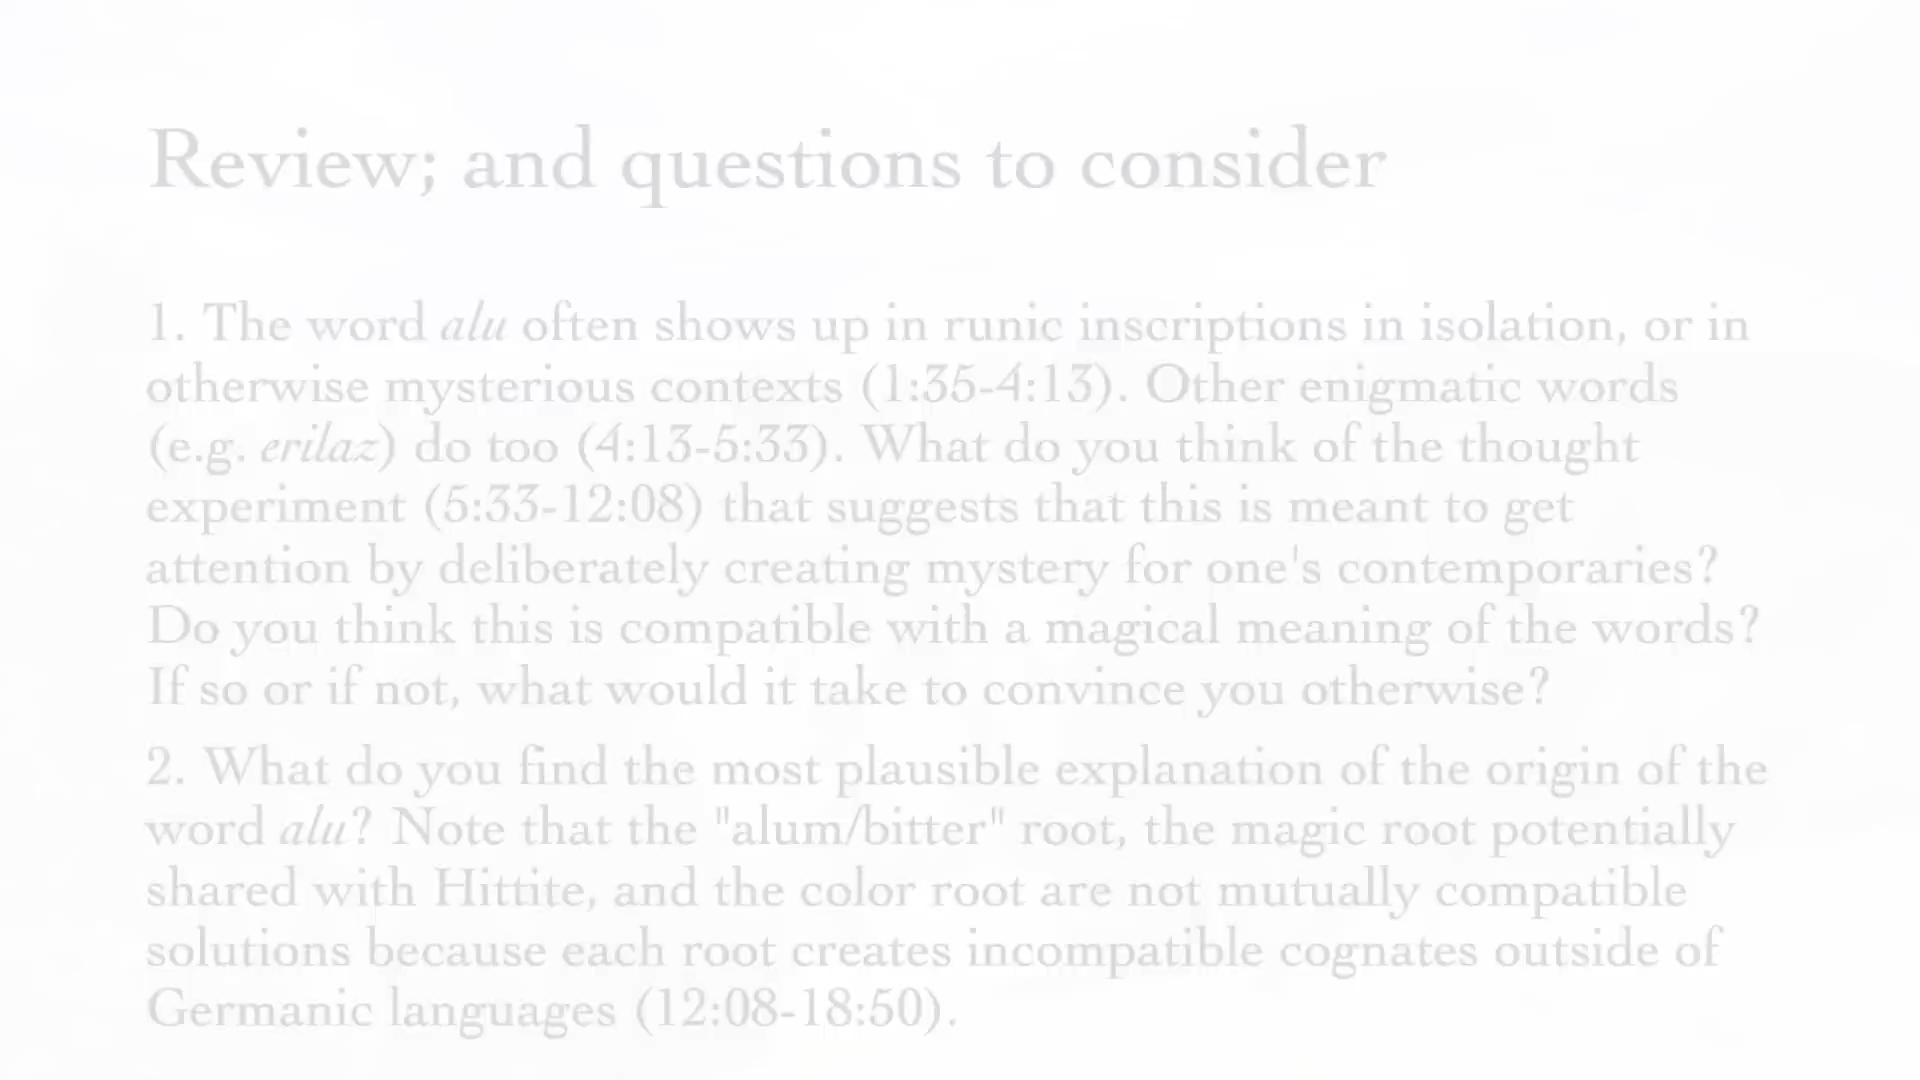 Review; and questions to consider
1. The word alu often shows up in runic inscriptions in isolation, or in
otherwise mysterious contexts (1:35-4:13). Other enigmatic words
(e.g. erilaz) do too (4:13-5:33). What do you think of the thought
experiment (5:33-12:08) that suggests that this is meant to get
attention by deliberately creating mystery for one's contemporaries?
Do you think this is compatible with a magical meaning of the words?
If so or if not, what would it take to convince you otherwise?
2. What do you find the most plausible explanation of the origin of the
word alu? Note that the "alum/bitter" root, the magic root potentially
shared with Hittite, and the color root are not mutually compatible
solutions because each root creates incompatible cognates outside of
Germanic languages (12:08-18:50).